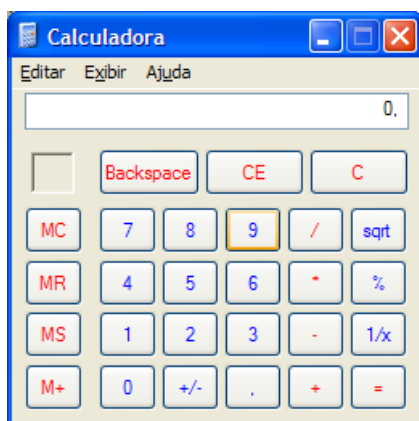 Calculadora
Editar Exibir Ajuda
0,
Backspace CE C
MC 7 8 9 / sqrt
MR 4 5 6 * %
MS 1 2 3 - 1/x
M+ 0 +/- , + =